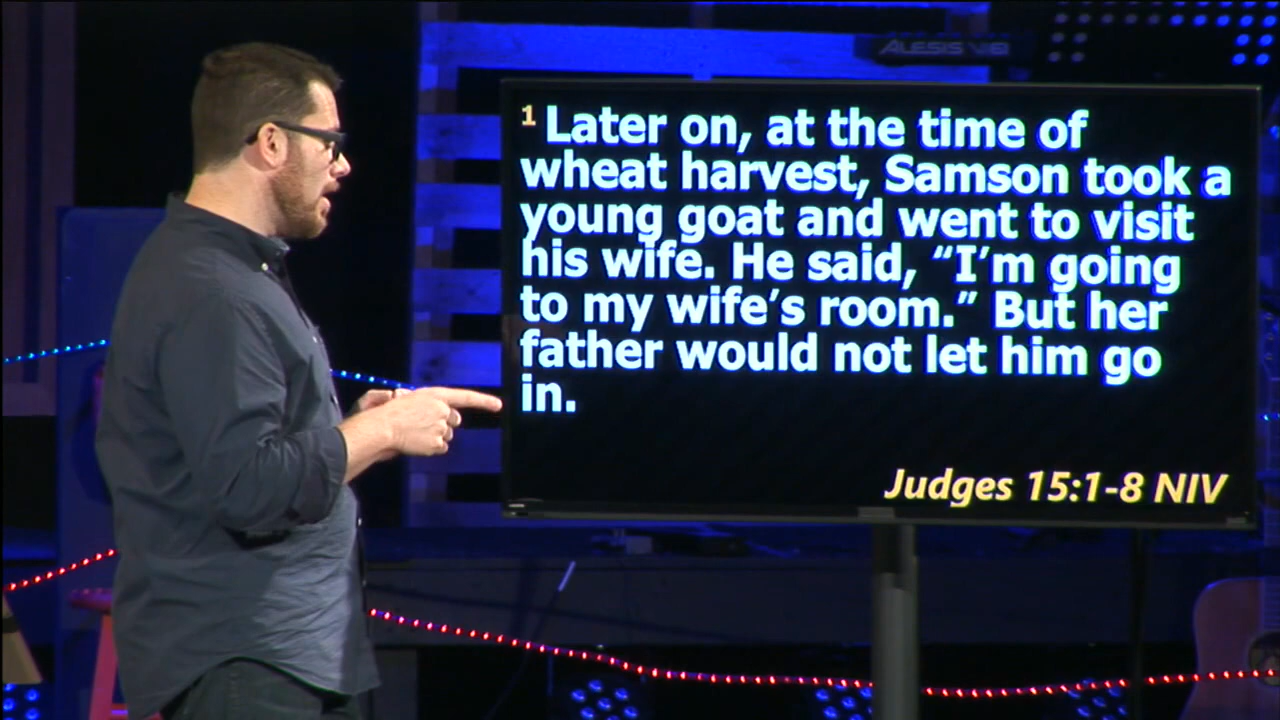 ALESIS VI61
1 Later on, at the time of
wheat harvest, Samson took a
young goat and went to visit
his wife. He said, “I’m going
to my wife’s room.” But her
father would not let him go
in.
Judges 15:1-8 NIV